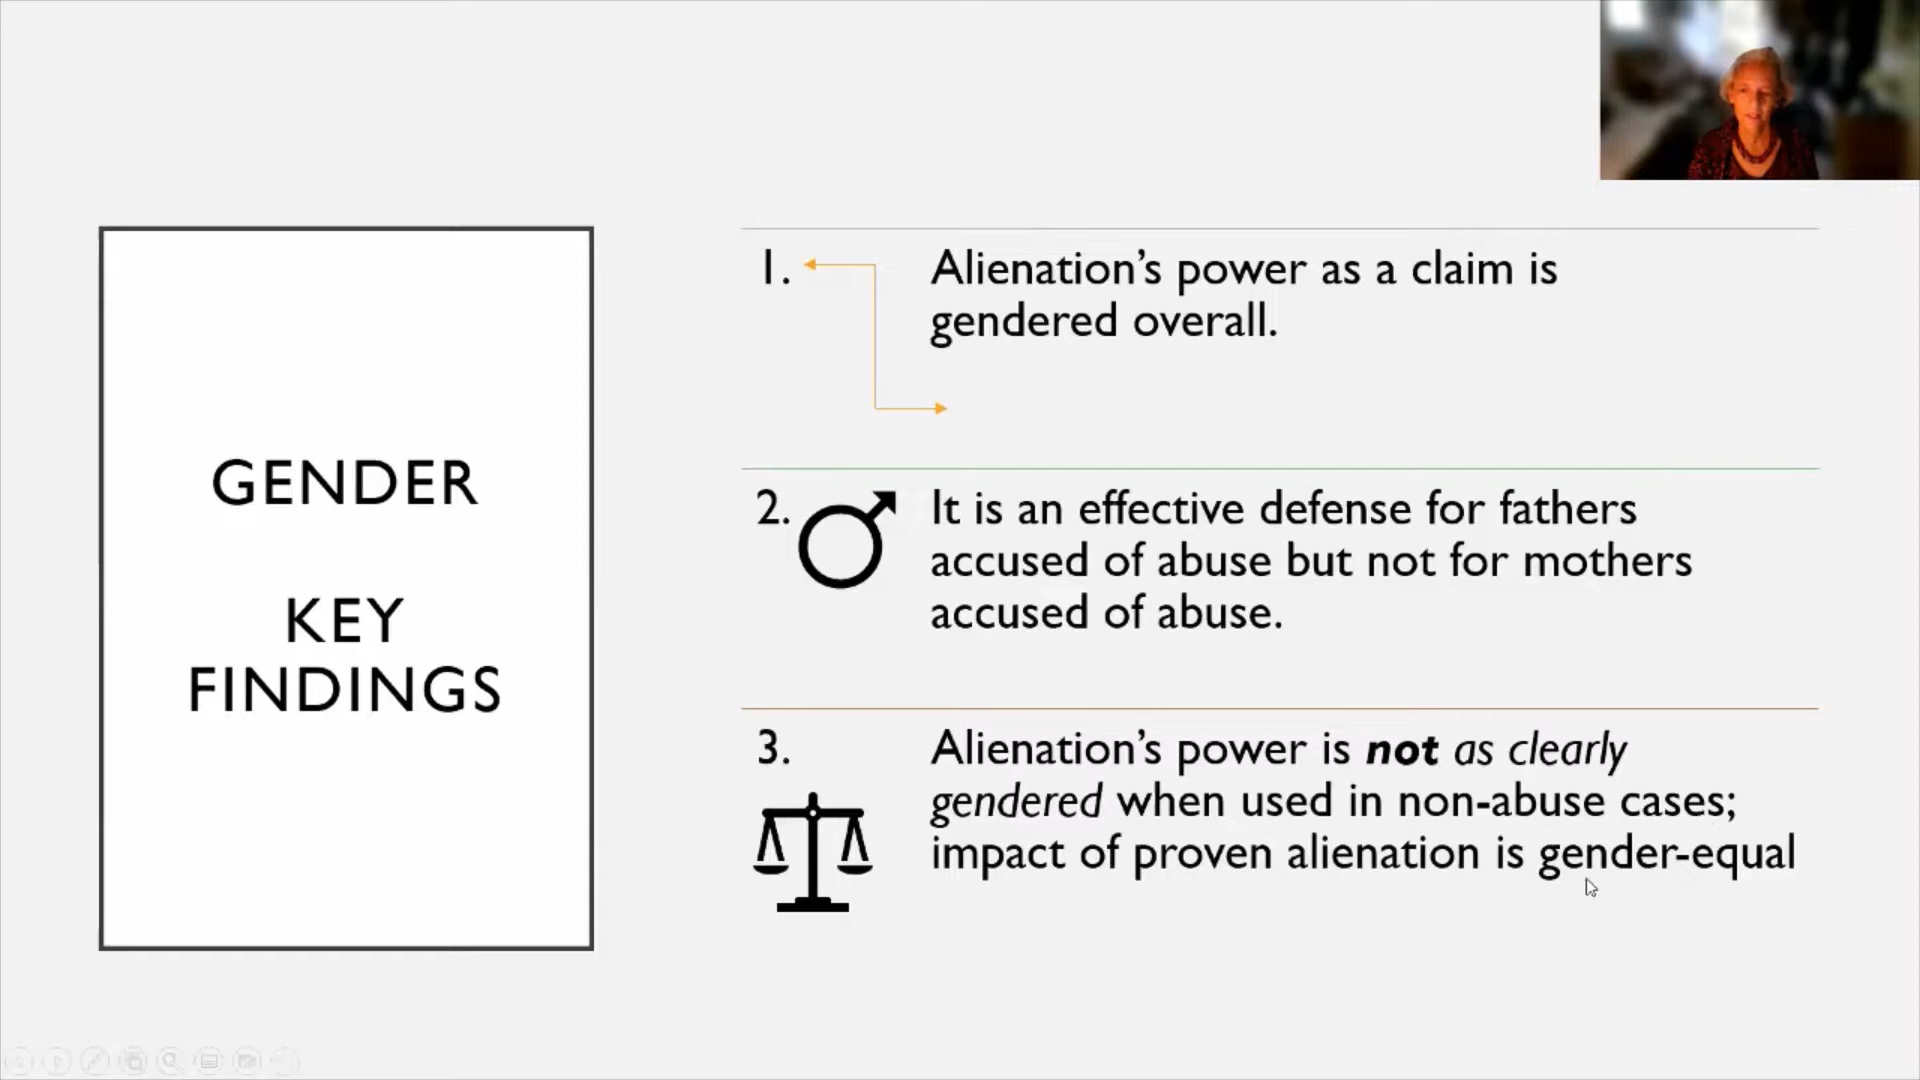 GENDER
KEY
FINDINGS
1.
Alienation’s power as a claim is
gendered overall.
2.
It is an effective defense for fathers
accused of abuse but not for mothers
accused of abuse.
3.
Alienation’s power is not as clearly
gendered when used in non-abuse cases;
impact of proven alienation is gender-equal